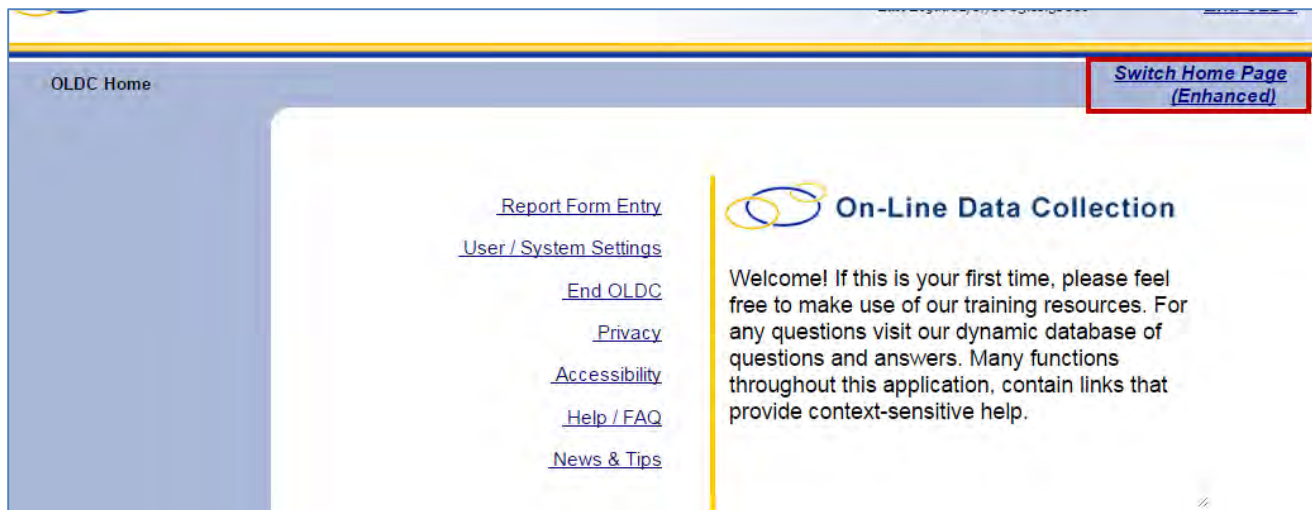 OLDC Home
Switch Home Page
(Enhanced)
Report Form Entry
User / System Settings
End OLDC
Privacy
Accessibility
Help / FAQ
News & Tips
On-Line Data Collection
Welcome! If this is your first time, please feel
free to make use of our training resources. For
any questions visit our dynamic database of
questions and answers. Many functions
throughout this application, contain links that
provide context-sensitive help.